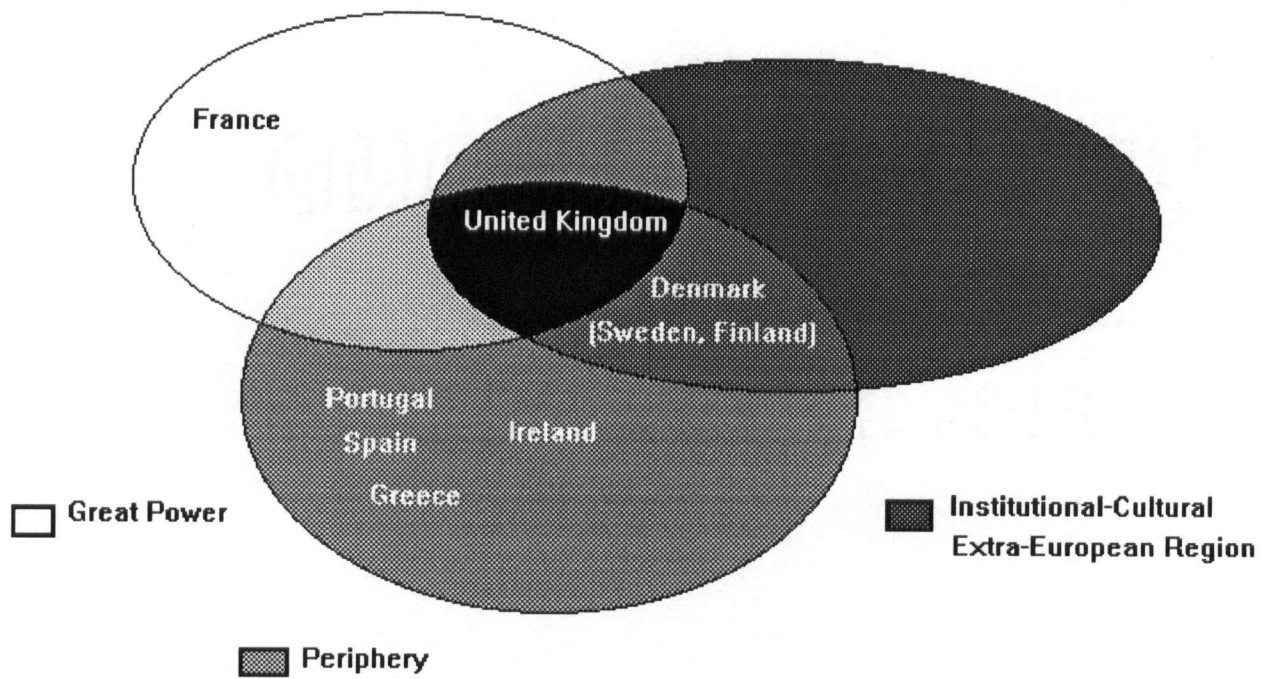 France
United Kingdom
Denmark
[Sweden, Finland]
Portugal
Spain
Ireland
Greece
Great Power
Institutional-Cultural
Extra-European Region
Periphery